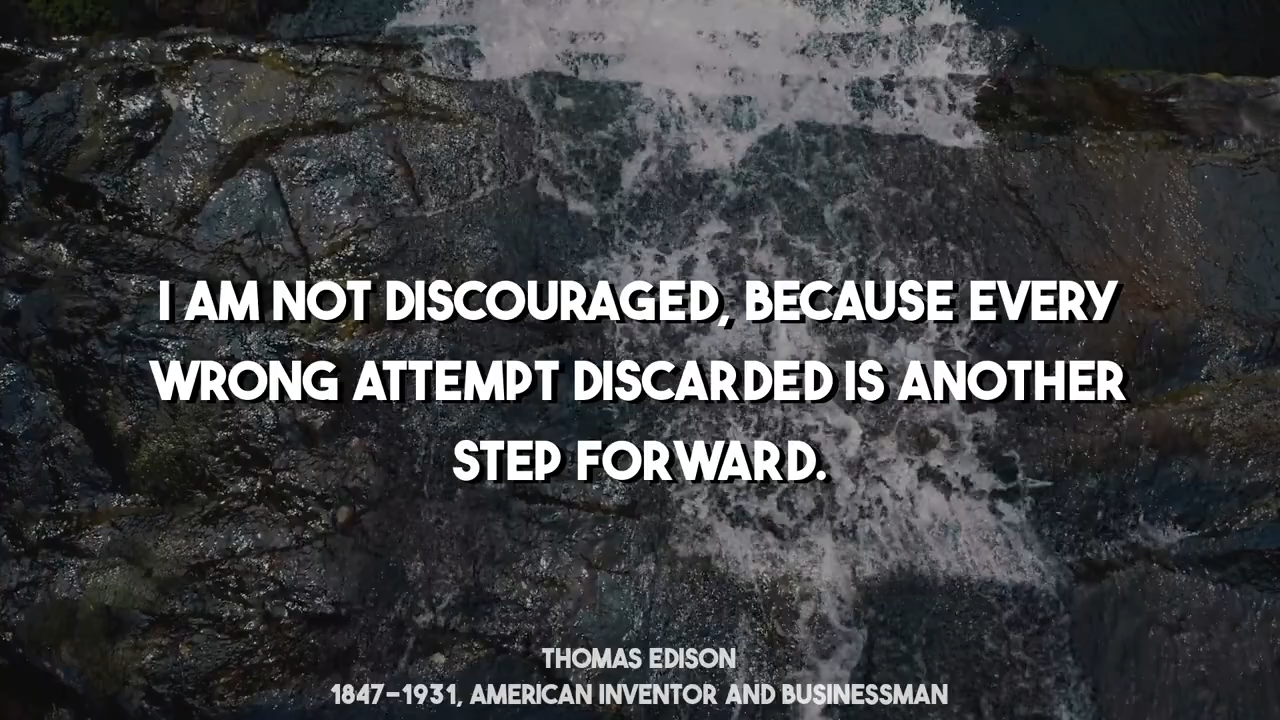 I AM NOT DISCOURAGED, BECAUSE EVERY
WRONG ATTEMPT DISCARDED IS ANOTHER
STEP FORWARD.
THOMAS EDISON
1847-1931, AMERICAN INVENTOR AND BUSINESSMAN